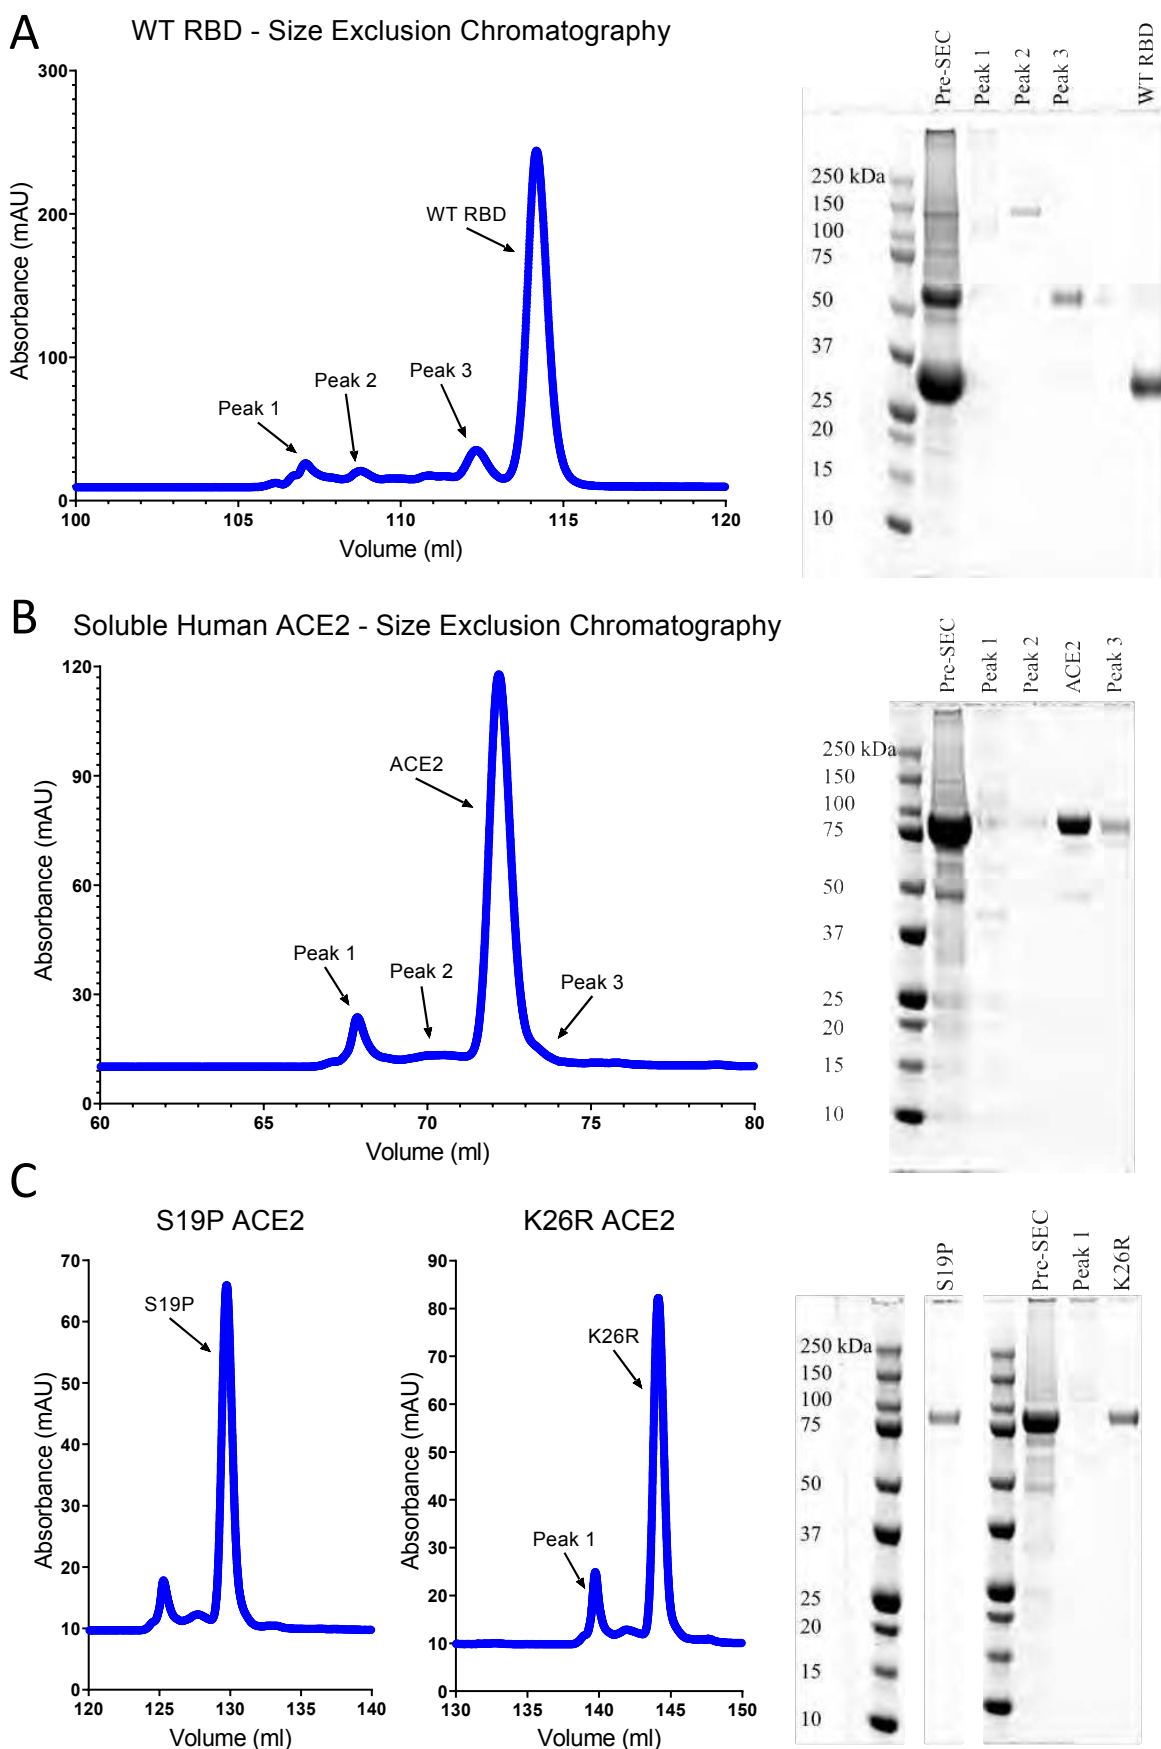 A
WT RBD - Size Exclusion Chromatography
300
200
100
0
Absorbance (mAU)
WT RBD
Peak 1
Peak 2
Peak 3
100
105
110
115
120
Volume (ml)
Pre-SEC
Peak 1
Peak 2
Peak 3
WT RBD
250 kDa
150
100
75
50
37
25
20
15
10
B
Soluble Human ACE2 - Size Exclusion Chromatography
120
90
60
30
0
Absorbance (mAU)
ACE2
Peak 1
Peak 2
Peak 3
60
65
70
75
80
Volume (ml)
Pre-SEC
Peak 1
Peak 2
ACE2
Peak 3
250 kDa
150
100
75
50
37
25
20
15
10
C
S19P ACE2
70
60
50
40
30
20
10
0
Absorbance (mAU)
S19P
120
125
130
135
140
Volume (ml)
K26R ACE2
90
80
70
60
50
40
30
20
10
0
Absorbance (mAU)
K26R
Peak 1
130
135
140
145
150
Volume (ml)
S19P
Pre-SEC
Peak 1
K26R
250 kDa
150
100
75
50
37
25
20
15
10